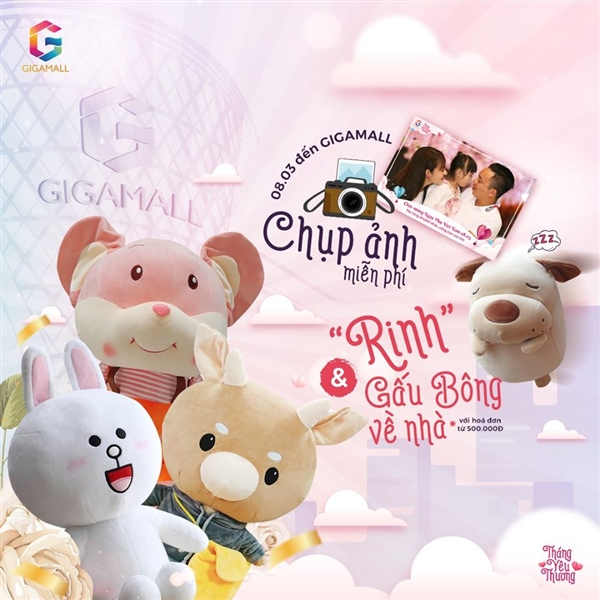 GIGAMALL
G
GIGAMALL
08.03 đến GIGAMALL
Chụp ảnh
miễn phí
zzz
&
“Rinh”
Gấu Bông
về nhà*
với hoá đơn
từ 500.000Đ
Tháng
Yêu
Thương